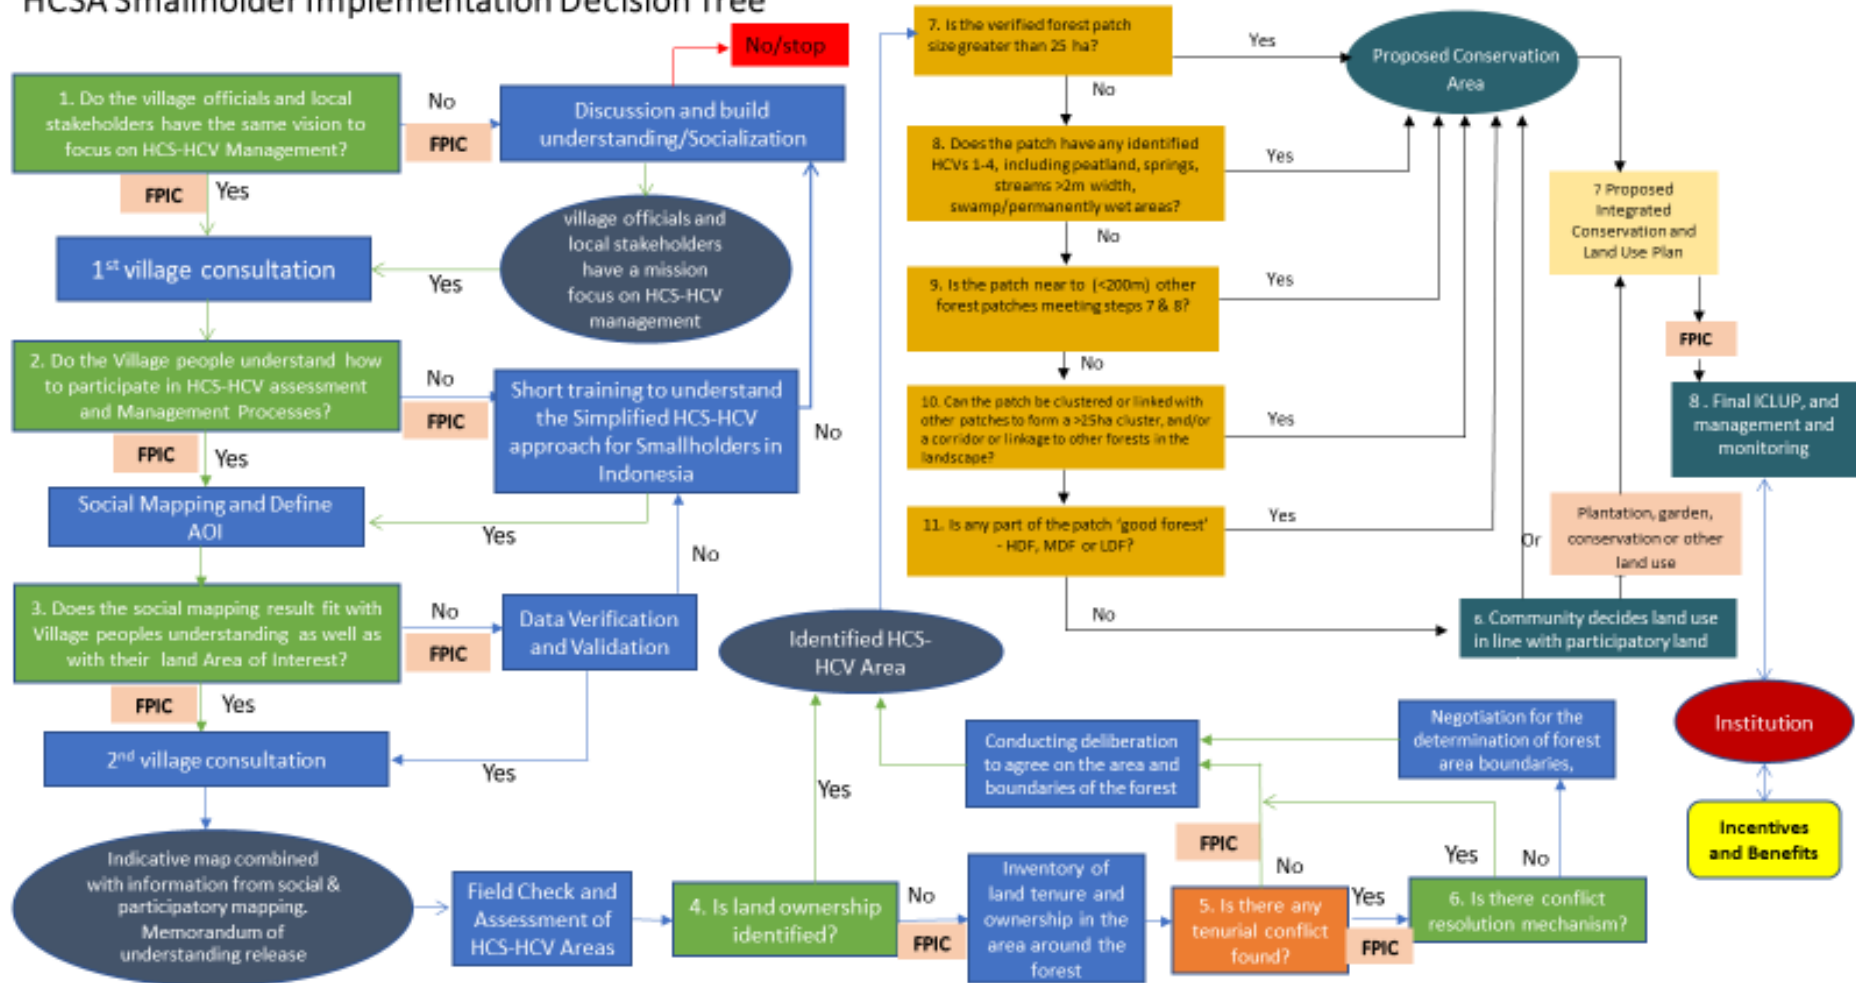 HCSA Smallholder Implementation Decision Tree
No/stop
1. Do the village officials and local
stakeholders have the same vision to
focus on HCS-HCV Management?
No
FPIC
Discussion and build
understanding/Socialization
FPIC
Yes
1st village consultation
Yes
village officials and
local stakeholders
have a mission
focus on HCS-HCV
management
2. Do the Village people understand how
to participate in HCS-HCV assessment
and Management Processes?
No
FPIC
Short training to understand
the Simplified HCS-HCV
approach for Smallholders in
Indonesia
No
FPIC
Yes
Social Mapping and Define
AOI
Yes
No
3. Does the social mapping result fit with
Village peoples understanding as well as
with their land Area of Interest?
No
FPIC
Data Verification
and Validation
FPIC
Yes
2nd village consultation
Yes
Indicative map combined
with information from social &
participatory mapping.
Memorandum of
understanding release
Field Check and
Assessment of
HCS-HCV Areas
4. Is land ownership
identified?
Yes
No
FPIC
Identified HCS-
HCV Area
Inventory of
land tenure and
ownership in the
area around the
forest
5. Is there any
tenurial conflict
found?
FPIC
No
Yes
FPIC
6. Is there conflict
resolution mechanism?
Yes
No
Negotiation for the
determination of forest
area boundaries,
Conducting deliberation
to agree on the area and
boundaries of the forest
7. Is the verified forest patch
size greater than 25 ha?
Yes
No
Proposed Conservation
Area
8. Does the patch have any identified
HCVs 1-4, including peatland, springs,
streams >2m width,
swamp/permanently wet areas?
Yes
No
9. Is the patch near to (<200m) other
forest patches meeting steps 7 & 8?
Yes
No
10. Can the patch be clustered or linked with
other patches to form a >25ha cluster, and/or
a corridor or linkage to other forests in the
landscape?
Yes
11. Is any part of the patch 'good forest'
- HDF, MDF or LDF?
Yes
No
6. Community decides land use
in line with participatory land
Or
Plantation, garden,
conservation or other
land use
7 Proposed
Integrated
Conservation and
Land Use Plan
FPIC
8 . Final ICLUP, and
management and
monitoring
Institution
Incentives
and Benefits